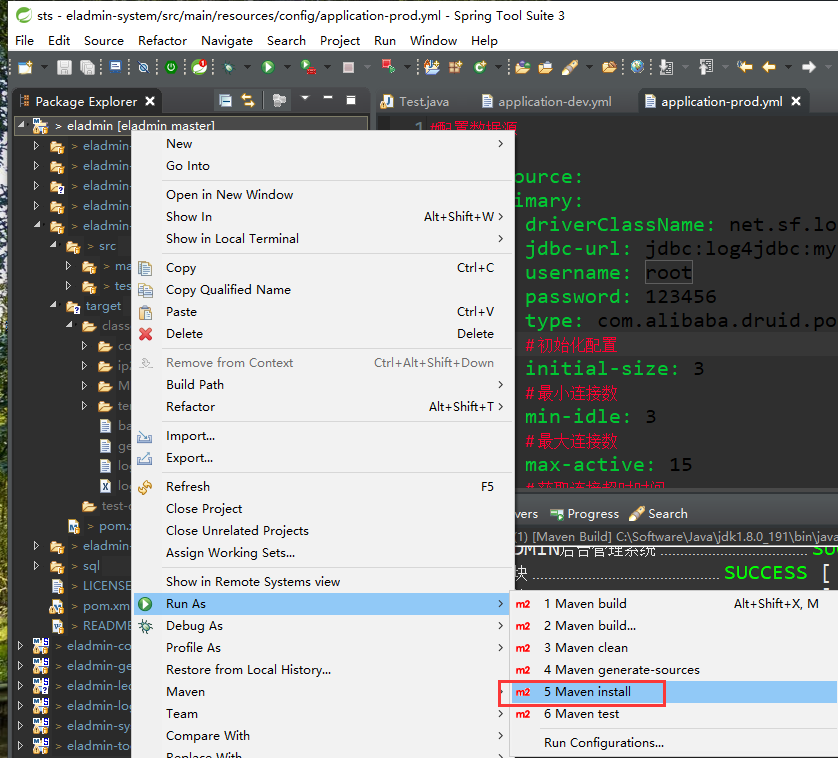 sts - eladmin-system/src/main/resources/config/application-prod.yml - Spring Tool Suite 3
File Edit Source Refactor Navigate Search Project Run Window Help
Package Explorer
Test.java application-dev.yml application-prod.yml
> eladmin [eladmin master]
> eladmin-
> eladmin-
> eladmin-
> eladmin-
> eladmin-
> src
> ma
> tes
target
classe
co
ip
M
te
ba
ge
lo
lo
test-c
> pom.x
> eladmin-
> sql
> LICENSE
> pom.xm
> README
> eladmin-co
> eladmin-ge
> eladmin-
> eladmin-log
> eladmin-sy
> eladmin-to
New
Go Into
Open in New Window
Show In Alt+Shift+W
Show in Local Terminal
Copy Ctrl+C
Copy Qualified Name
Paste Ctrl+V
Delete Delete
Remove from Context Ctrl+Alt+Shift+Down
Build Path
Refactor Alt+Shift+T
Import...
Export...
Refresh F5
Close Project
Close Unrelated Projects
Assign Working Sets...
Show in Remote Systems view
Run As
Debug As
Profile As
Restore from Local History...
Maven
Team
Compare With
Replace With
1 #配置数据源
ource:
imary:
driverClassName: net.sf.lo
jdbc-url: jdbc:log4jdbc:my
username: root
password: 123456
type: com.alibaba.druid.po
#初始化配置
initial-size: 3
#最小连接数
min-idle: 3
#最大连接数
max-active: 15
#获取连接超时时间
vers Progress Search
1) [Maven Build] C:\Software\Java\jdk1.8.0_191\bin\java
DMIN后台管理系统 ........................ SU
块 ........................ SUCCESS [
1 Maven build Alt+Shift+X, M
2 Maven build...
3 Maven clean
4 Maven generate-sources
5 Maven install
6 Maven test
Run Configurations...